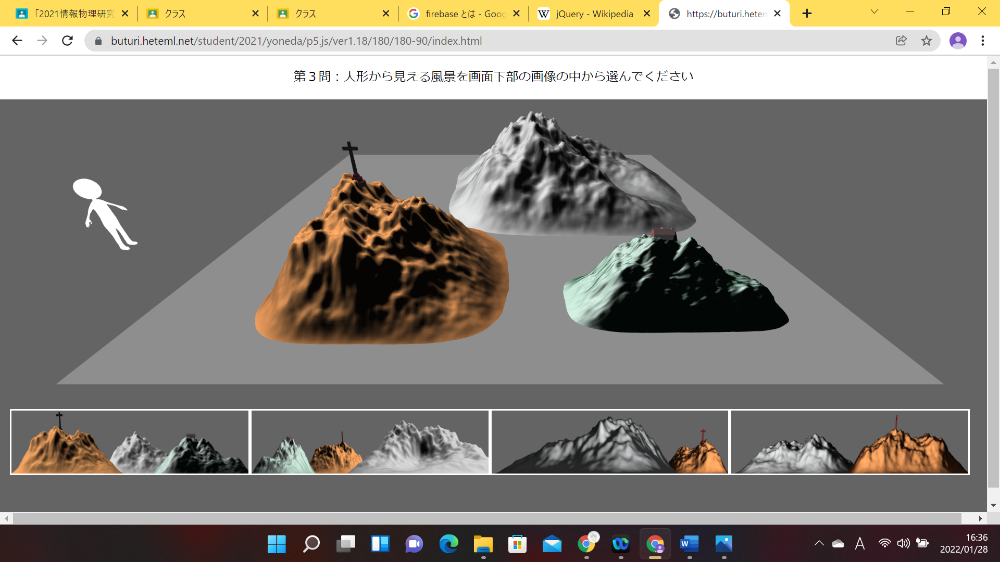 「2021情報物理研究
クラス
クラス
firebase とは - Goog
jQuery - Wikipedia
https://buturi.heten
buturi.heteml.net/student/2021/yoneda/p5.js/ver1.18/180/180-90/index.html
第３問：人形から見える風景を画面下部の画像の中から選んでください
A
16:36
2022/01/28